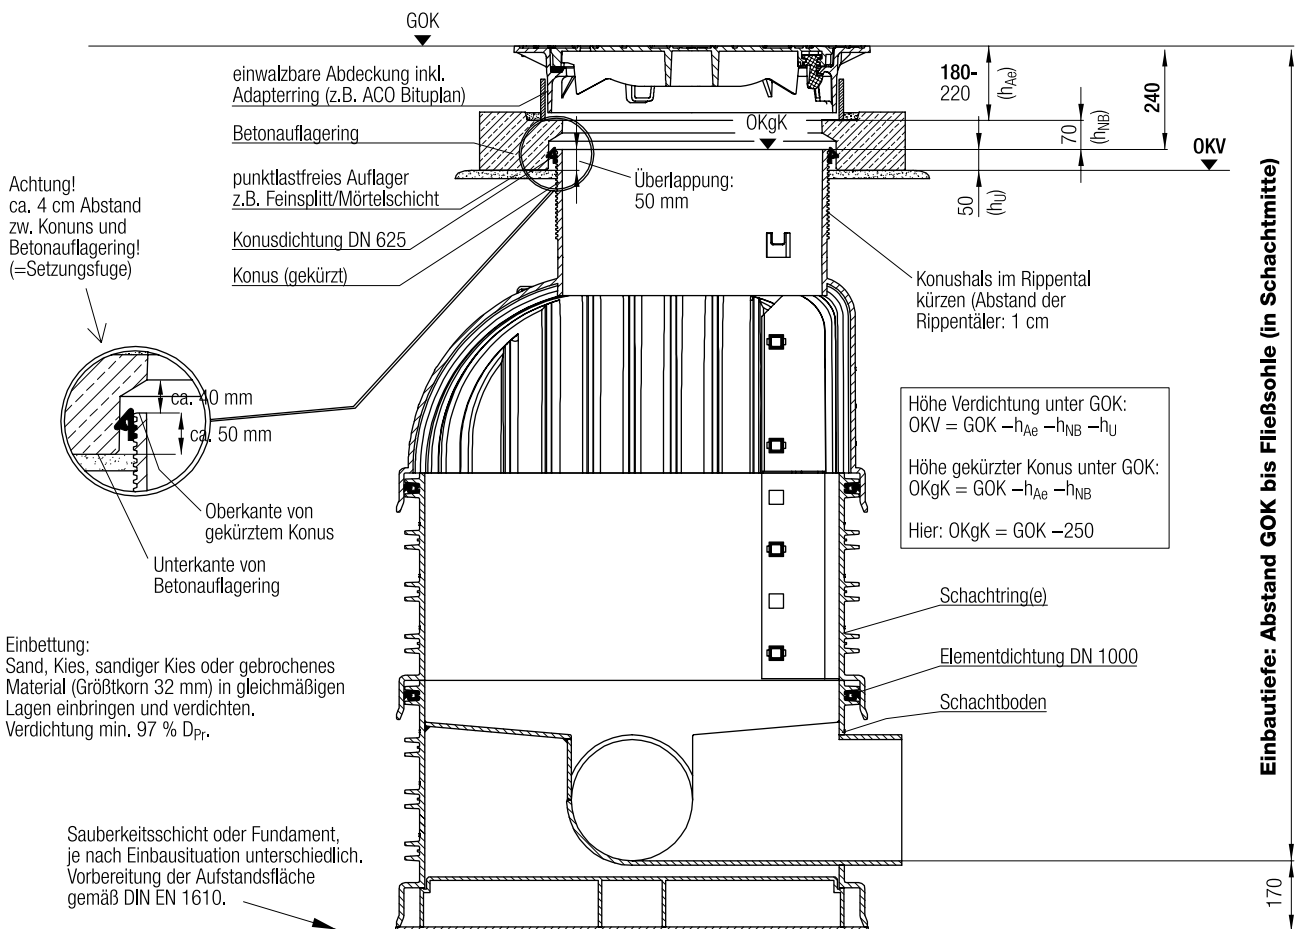 GOK
einwalzbare Abdeckung inkl.
Adapterring (z.B. ACO Bituplan)
Betonauflagering
punktlastfreies Auflager
z.B. Feinsplitt/Mörtelschicht
Konusdichtung DN 625
Konus (gekürzt)
Achtung!
ca. 4 cm Abstand
zw. Konuns und
Betonauflagering!
(=Setzungsfuge)
OKgK
Überlappung:
50 mm
180-
220
(hAe)
70
(hNB)
240
50
(hU)
OKV
Konushals im Rippental
kürzen (Abstand der
Rippentäler: 1 cm
ca. 40 mm
ca. 50 mm
Oberkante von
gekürztem Konus
Unterkante von
Betonauflagering
Höhe Verdichtung unter GOK:
OKV = GOK –hAe –hNB –hU
Höhe gekürzter Konus unter GOK:
OKgK = GOK –hAe –hNB
Hier: OKgK = GOK –250
Schachtring(e)
Elementdichtung DN 1000
Schachtboden
Einbettung:
Sand, Kies, sandiger Kies oder gebrochenes
Material (Größtkorn 32 mm) in gleichmäßigen
Lagen einbringen und verdichten.
Verdichtung min. 97 % DPr.
Sauberkeitsschicht oder Fundament,
je nach Einbausituation unterschiedlich.
Vorbereitung der Aufstandsfläche
gemäß DIN EN 1610.
Einbautiefe: Abstand GOK bis Fließsohle (in Schachtmitte)
170